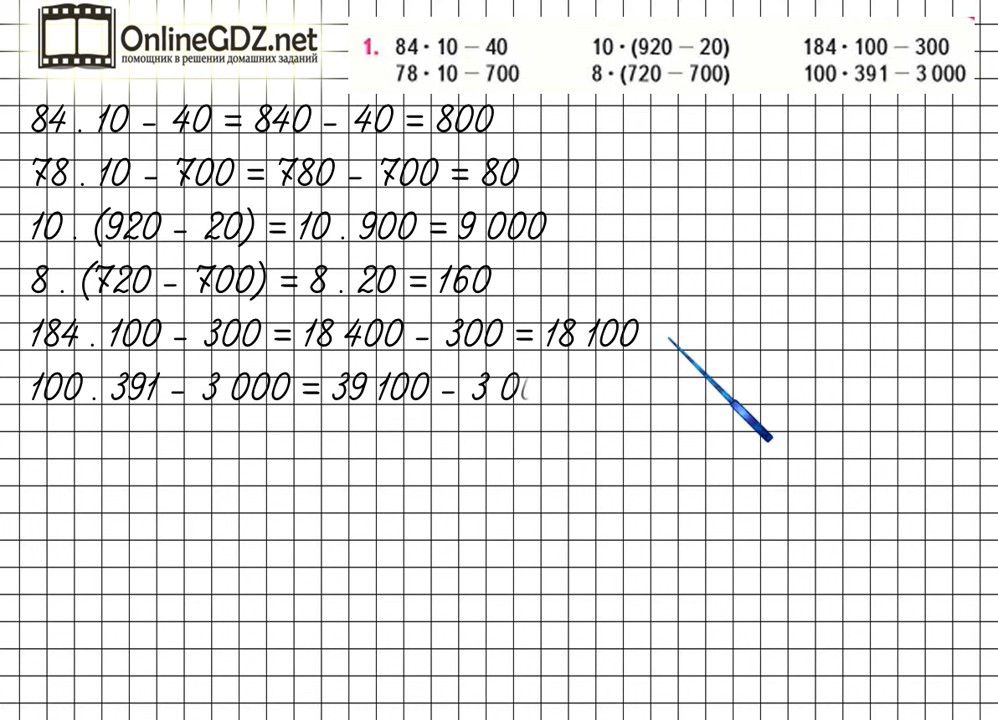 OnlineGDZ.net
помощник в решении домашних заданий
1. 84 · 10 − 40 10 · (920 − 20) 184 · 100 − 300
78 · 10 − 700 8 · (720 − 700) 100 · 391 − 3 000
84 . 10 - 40 = 840 - 40 = 800
78 . 10 - 700 = 780 - 700 = 80
10 . (920 - 20) = 10 . 900 = 9 000
8 . (720 - 700) = 8 . 20 = 160
184 . 100 - 300 = 18 400 - 300 = 18 100
100 . 391 - 3 000 = 39 100 - 3 0